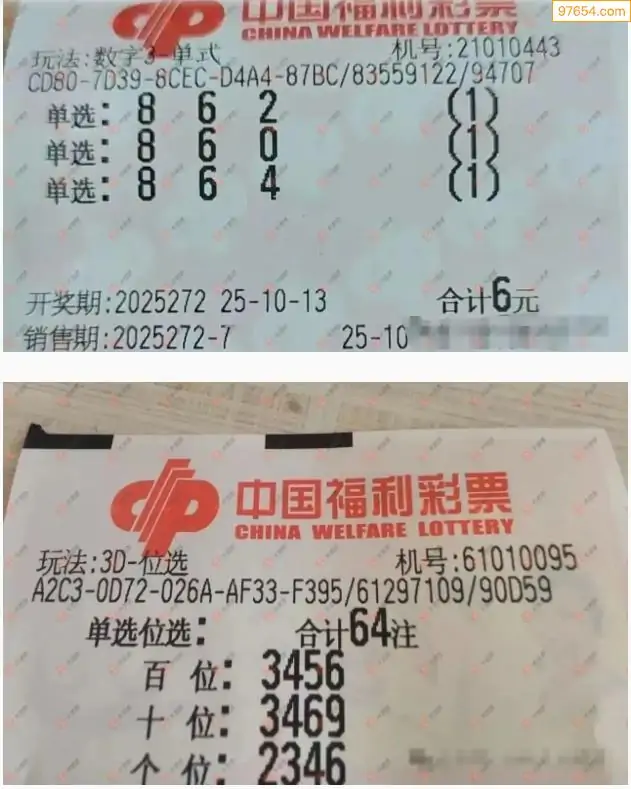 97654.com
中国福利彩票
CHINA WELFARE LOTTERY
玩法:数字3-单式 机号:21010443
CD80-7D39-8CEC-D4A4-87BC/83559122/94707
单选: 8 6 2 (1)
单选: 8 6 0 (1)
单选: 8 6 4 (1)
开奖期:2025272 25-10-13 合计6元
销售期:2025272-7 25-10
中国福利彩票
CHINA WELFARE LOTTERY
玩法:3D-位选 机号:61010095
A2C3-0D72-026A-AF33-F395/61297109/90D59
单选位选: 合计64注
百 位: 3456
十 位: 3469
个 位: 2346